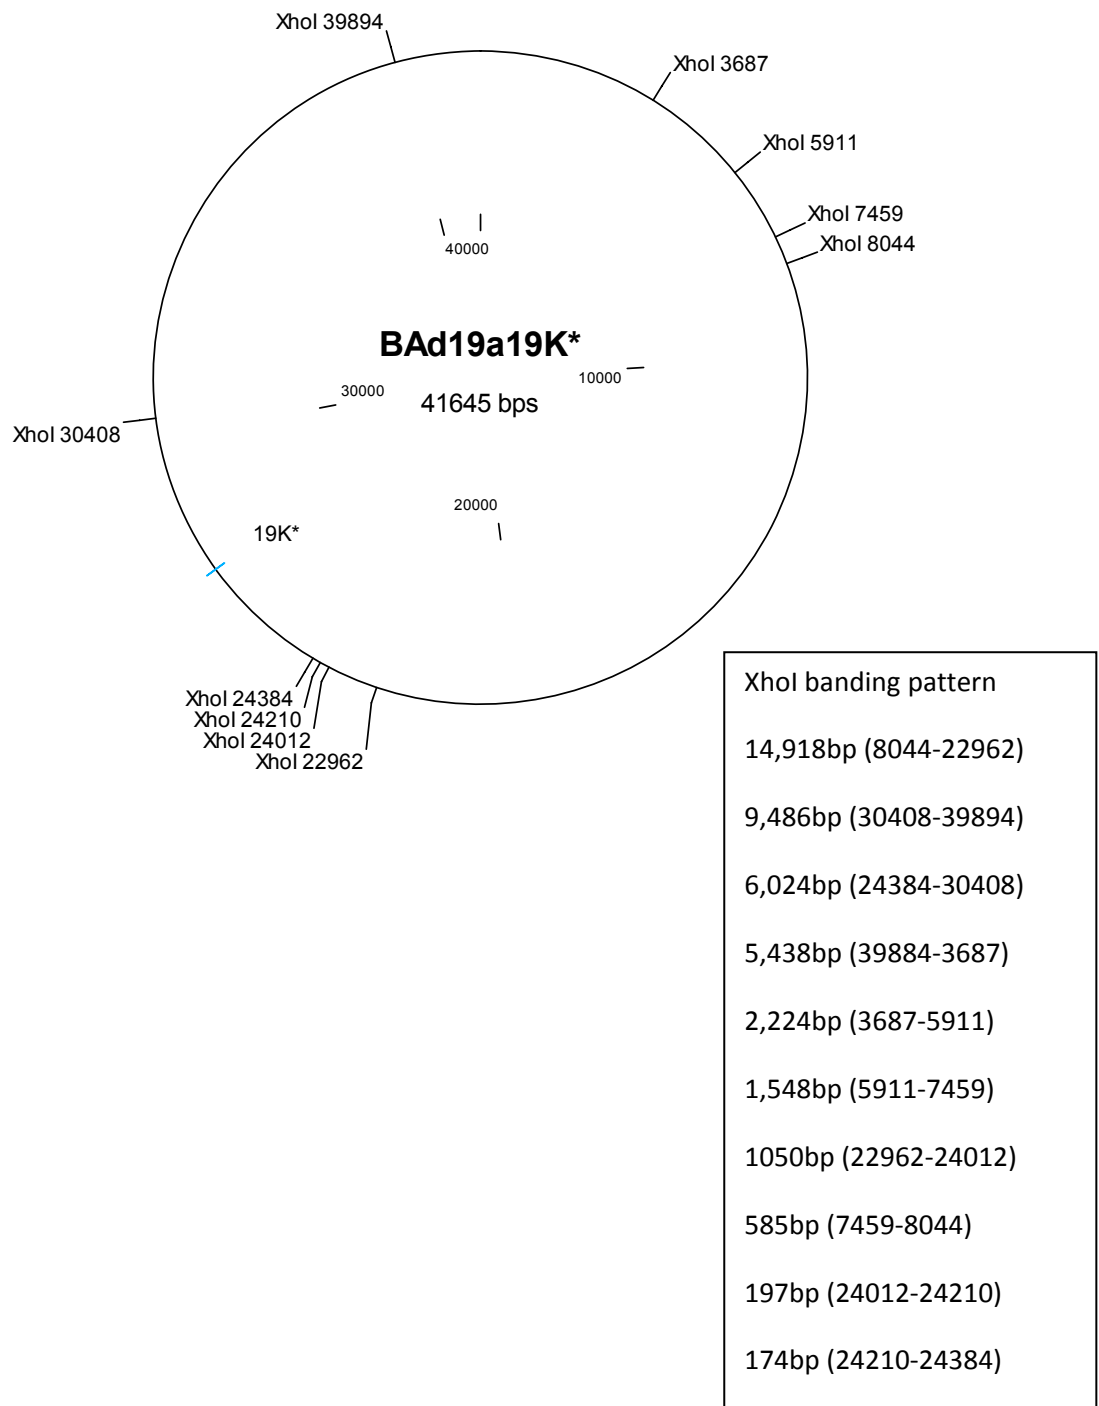 XhoI 39894
XhoI 3687
XhoI 5911
XhoI 7459
XhoI 8044
40000
BAd19a19K*
10000
30000
41645 bps
XhoI 30408
20000
19K*
XhoI 24384
XhoI 24210
XhoI 24012
XhoI 22962
XhoI banding pattern
14,918bp (8044-22962)
9,486bp (30408-39894)
6,024bp (24384-30408)
5,438bp (39884-3687)
2,224bp (3687-5911)
1,548bp (5911-7459)
1050bp (22962-24012)
585bp (7459-8044)
197bp (24012-24210)
174bp (24210-24384)